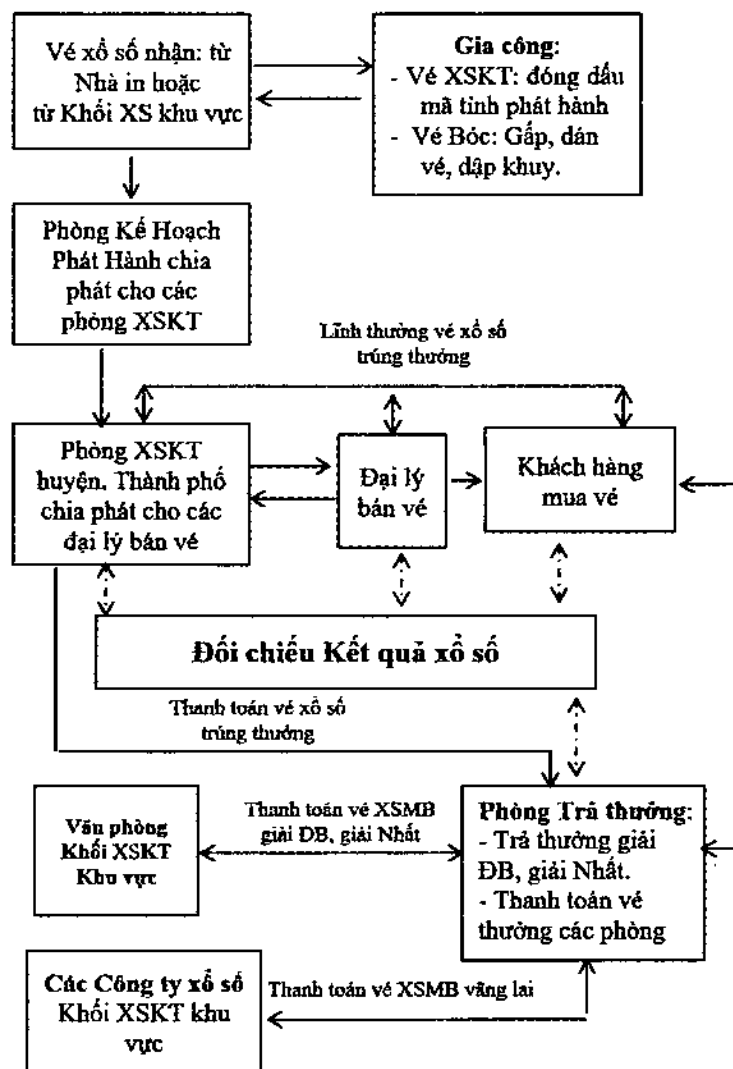 Vé xổ số nhận: từ
Nhà in hoặc
từ Khối XS khu vực
Gia công:
- Vé XSKT: đóng dấu
mã tỉnh phát hành
- Vé Bóc: Gấp, dán
vé, dập khuy.
Phòng Kế Hoạch
Phát Hành chia
phát cho các
phòng XSKT
Lĩnh thưởng vé xổ số
trúng thưởng
Phòng XSKT
huyện. Thành phố
chia phát cho các
đại lý bán vé
Đại lý
bán vé
Khách hàng
mua vé
Đối chiếu Kết quả xổ số
Thanh toán vé xổ số
trúng thưởng
Văn phòng
Khối XSKT
Khu vực
Thanh toán vé XSMB
giải ĐB, giải Nhất
Phòng Trả thưởng:
- Trả thưởng giải
ĐB, giải Nhất.
- Thanh toán vé
thưởng các phòng
Các Công ty xổ số
Khối XSKT khu
vực
Thanh toán vé XSMB vãng lai